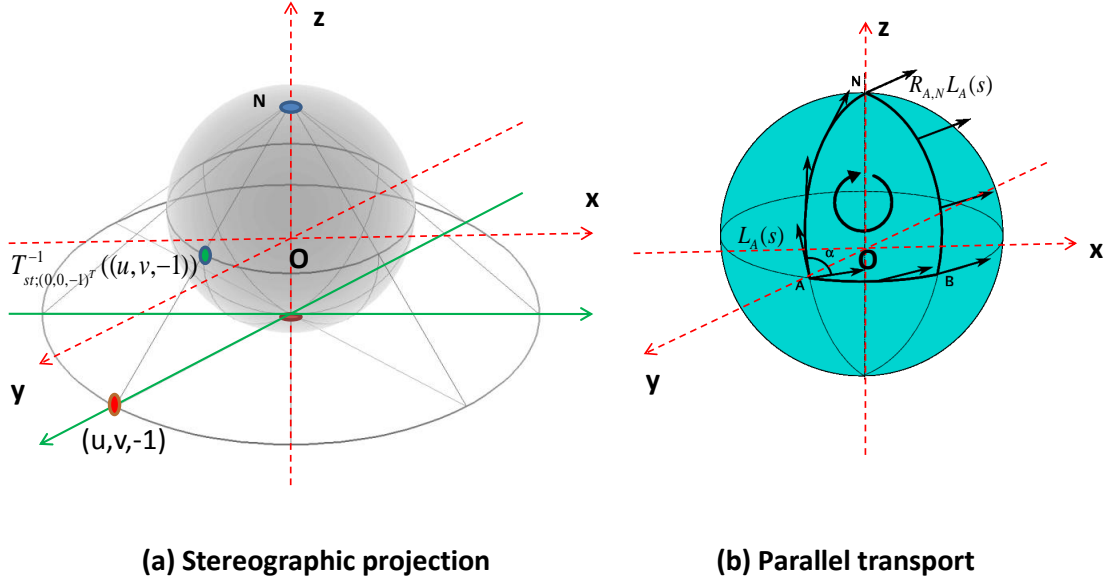 z
N
x
O
T^{-1}_{st;(0,0,-1)^T}((u,v,-1))
y
(u,v,-1)
(a) Stereographic projection
z
N
R_{A,N}L_A(s)
L_A(s)
α
O
x
A
B
y
(b) Parallel transport